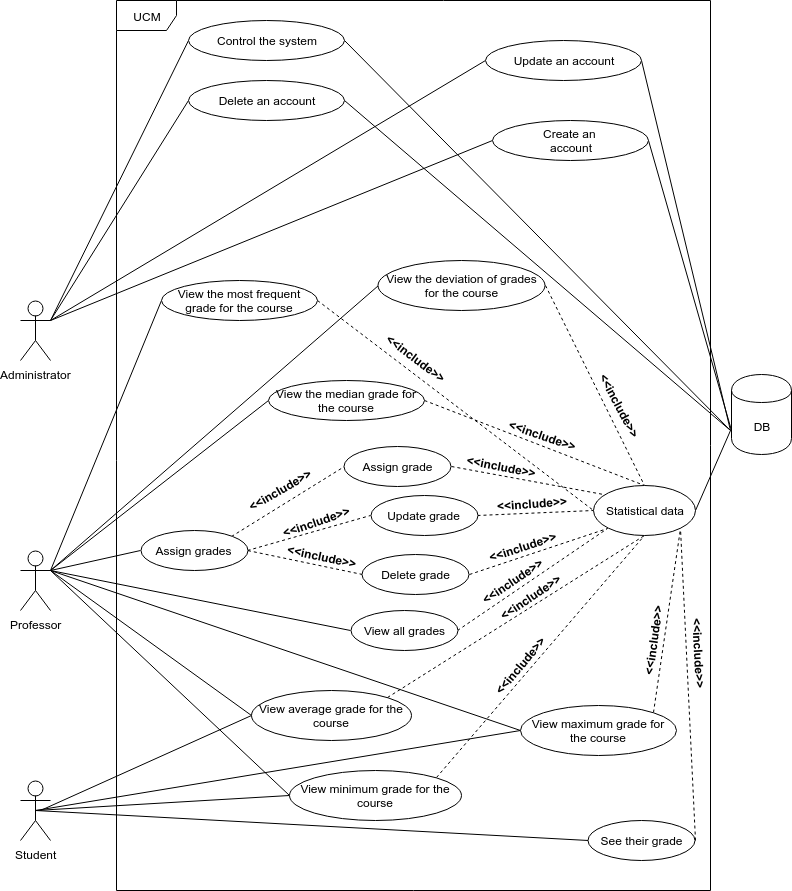 UCM
Control the system
Update an account
Delete an account
Create an
account
View the most frequent
grade for the course
View the deviation of grades
for the course
Administrator
<<include>>
<<include>>
View the median grade for
the course
<<include>>
DB
Assign grade
<<include>>
<<include>>
Update grade
<<include>>
Statistical data
<<include>>
Assign grades
<<include>>
Delete grade
<<include>>
<<include>>
<<include>>
Professor
View all grades
<<include>>
<<include>>
<<include>>
View average grade for the
course
View maximum grade for
the course
View minimum grade for the
course
See their grade
Student